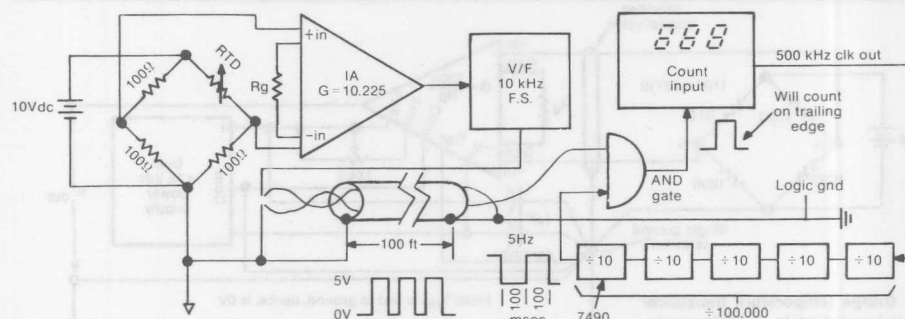 10Vdc
100Ω
RTD
100Ω
100Ω
Rg
+in
IA
G = 10.225
−in
V/F
10 kHz
F.S.
888
Count
input
500 kHz clk out
Will count
on trailing
edge
AND
gate
Logic gnd
100 ft
5V
0V
5Hz
100
100
msec
÷10
÷10
÷10
÷10
÷10
7490
÷100,000